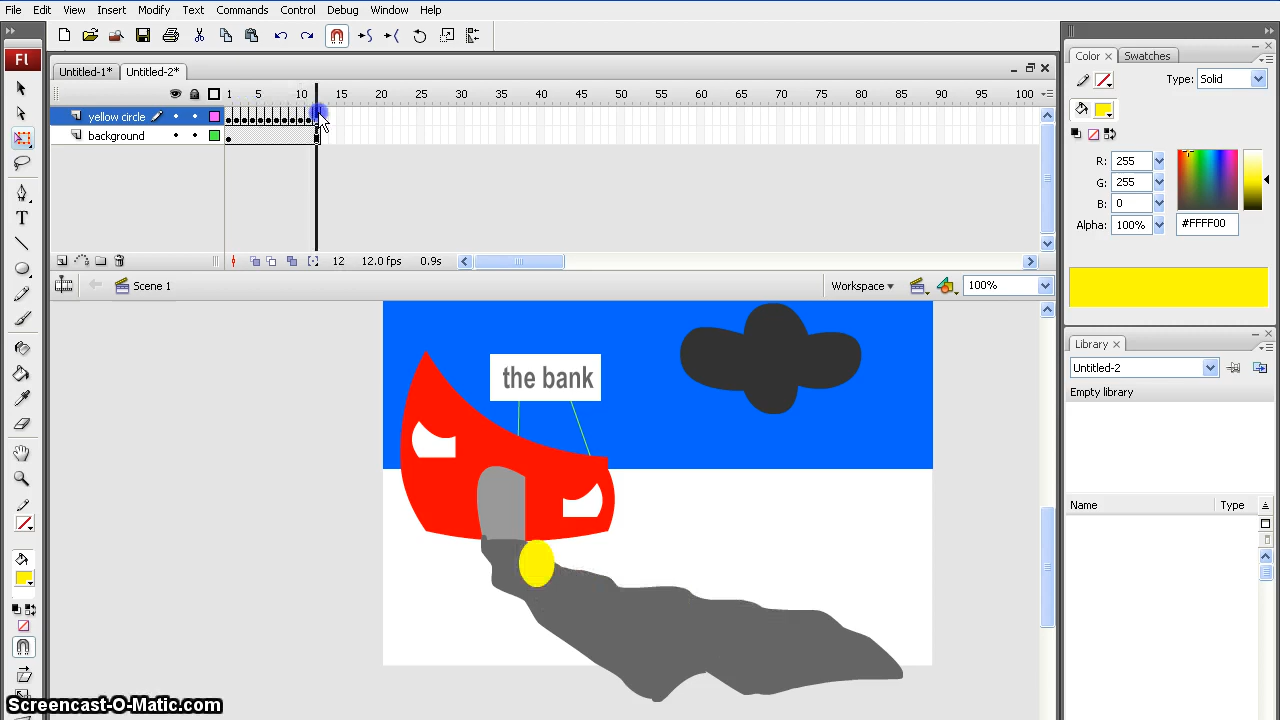 File Edit View Insert Modify Text Commands Control Debug Window Help
Fl
Untitled-1* Untitled-2*
1 5 10 15 20 25 30 35 40 45 50 55 60 65 70 75 80 85 90 95 100
yellow circle
background
12 12.0 fps 0.9s
Scene 1 Workspace 100%
the bank
Color Swatches
Type: Solid
R: 255
G: 255
B: 0
Alpha: 100% #FFFF00
Library
Untitled-2
Empty library
Name Type
T
Screencast-O-Matic.com